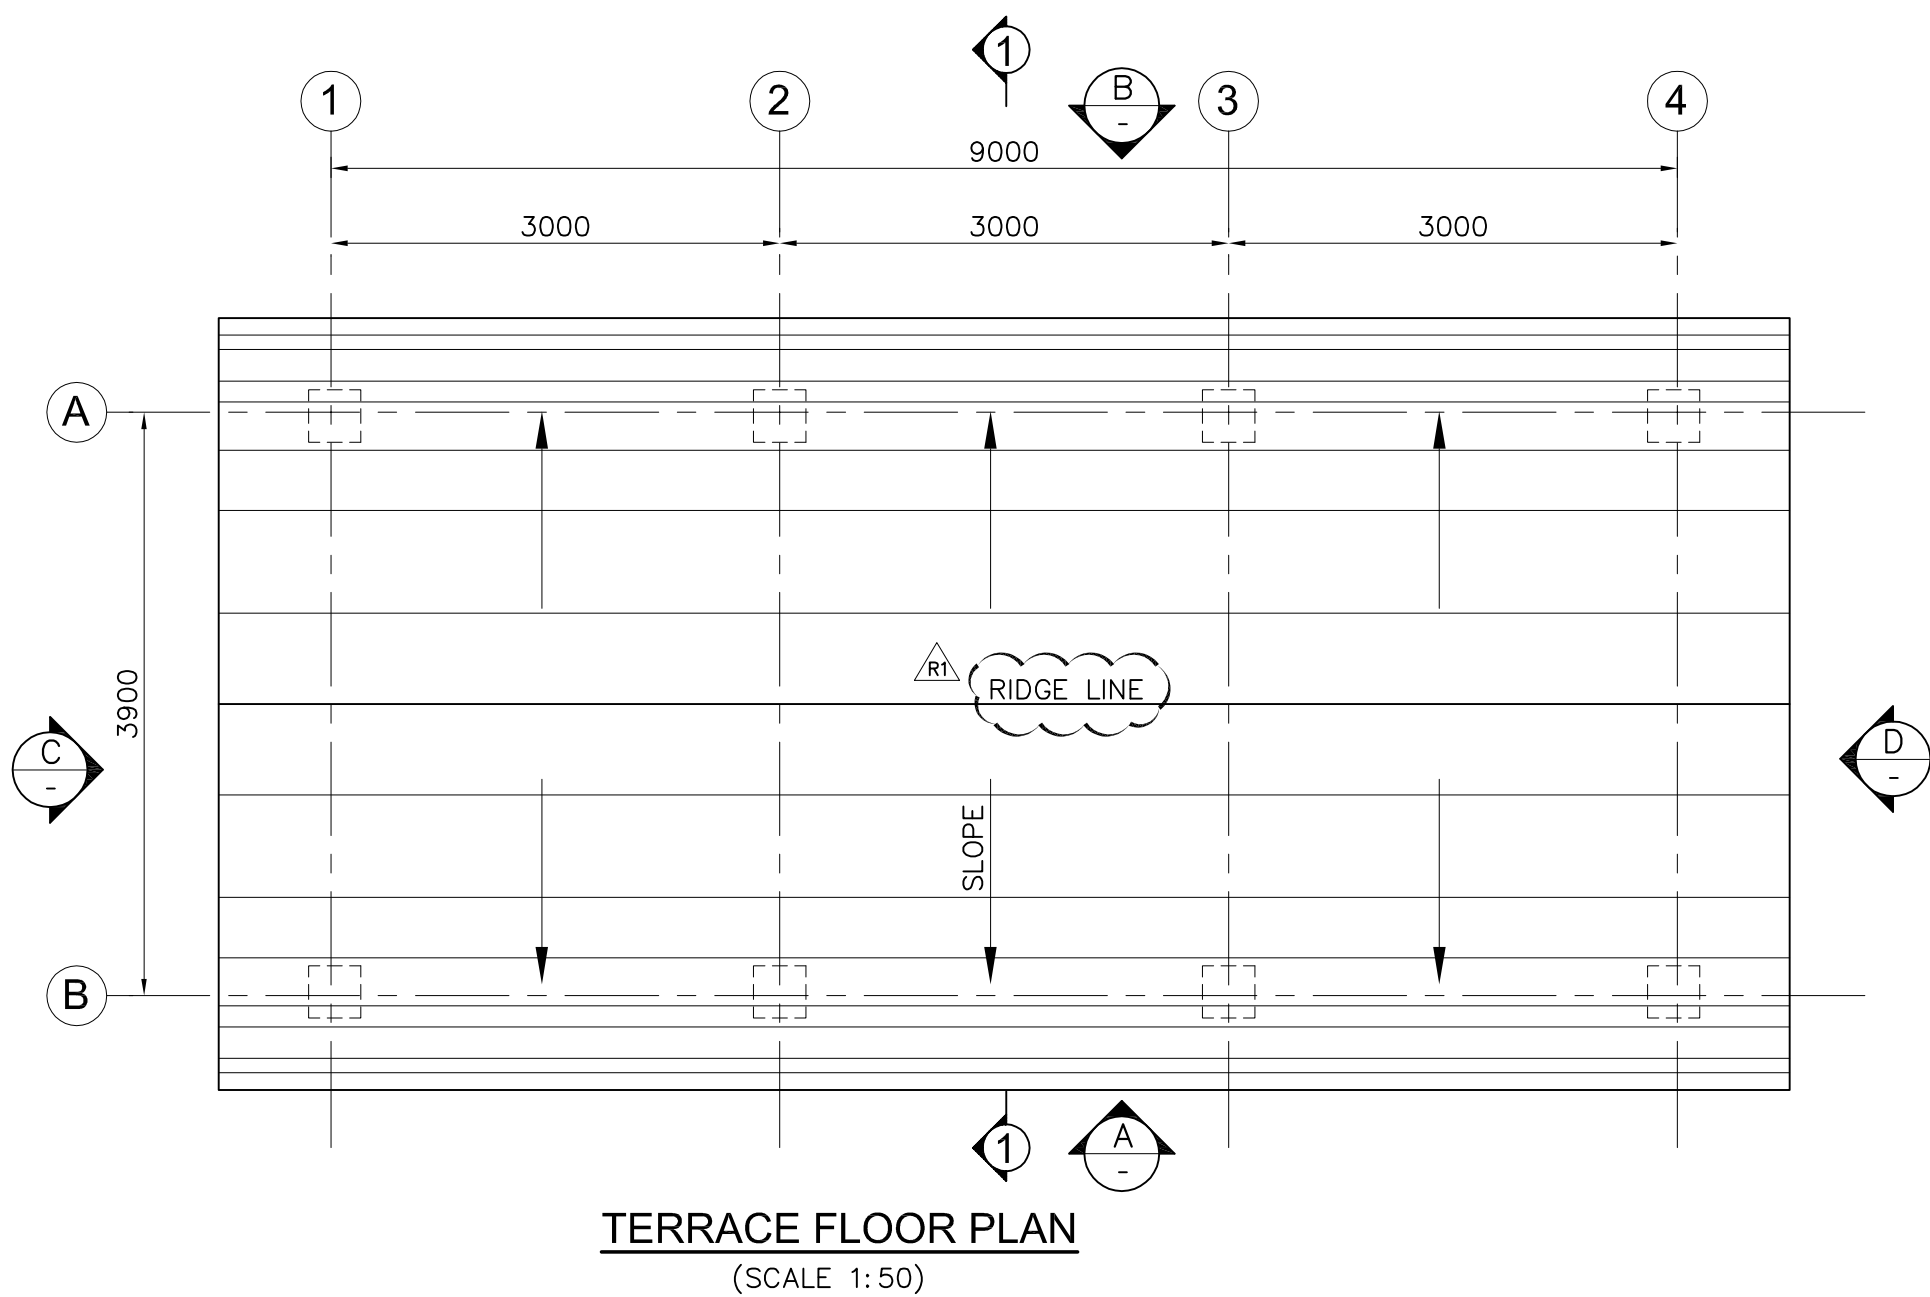 1
B
-
1
2
3
4
9000
3000
3000
3000
A
R1
RIDGE LINE
3900
C
-
D
-
SLOPE
B
1
A
-
TERRACE FLOOR PLAN
(SCALE 1:50)